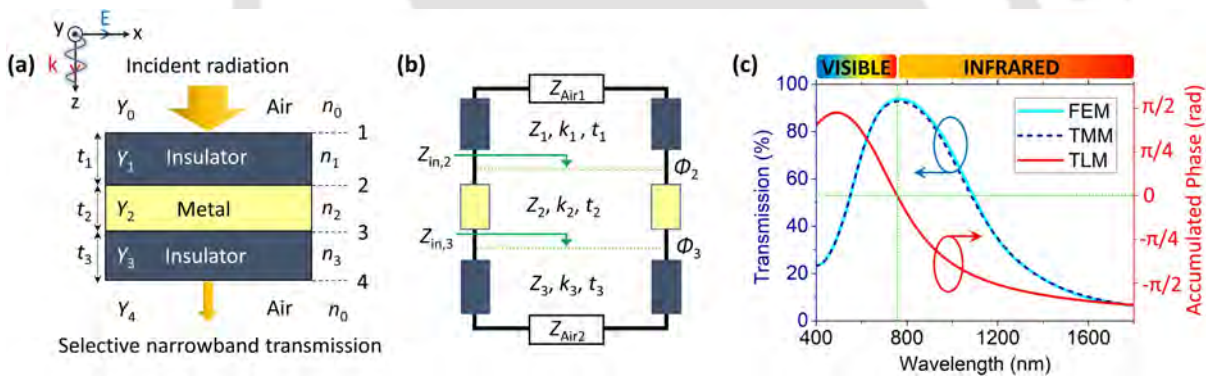 (a)
y
E
x
k
z
Incident radiation
Y0
Air
n0
1
t1
Y1
Insulator
n1
2
t2
Y2
Metal
n2
3
t3
Y3
Insulator
n3
4
Y4
Air
n0
Selective narrowband transmission
(b)
ZAir1
Z1, k1, t1
Zin,2
Φ2
Z2, k2, t2
Zin,3
Φ3
Z3, k3, t3
ZAir2
(c)
VISIBLE INFRARED
Transmission (%)
100
80
60
40
20
0
FEM
TMM
TLM
π/2
π/4
0
-π/4
-π/2
Accumulated Phase (rad)
400 800 1200 1600
Wavelength (nm)